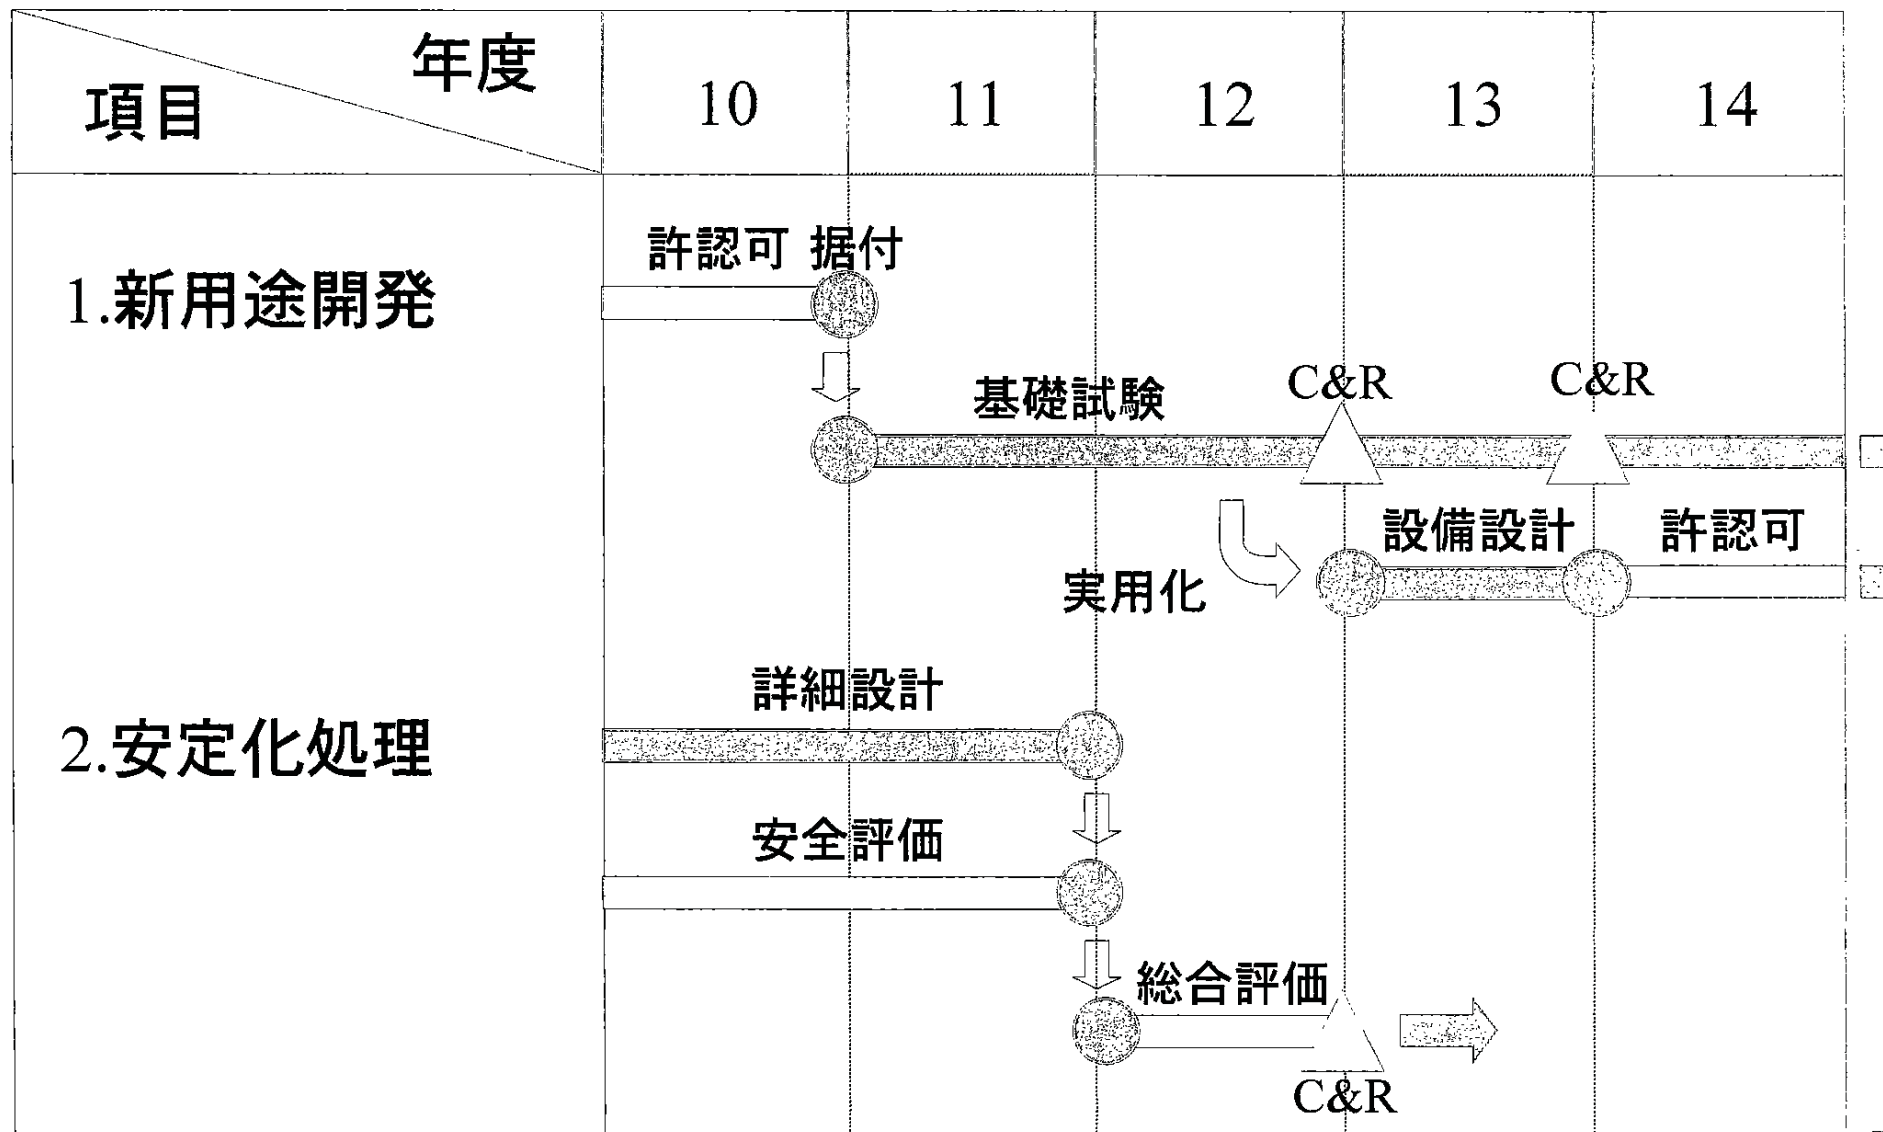 年度
項目
10 11 12 13 14
許認可 据付
1.新用途開発
C&R C&R
基礎試験
設備設計 許認可
実用化
詳細設計
2.安定化処理
安全評価
総合評価
C&R